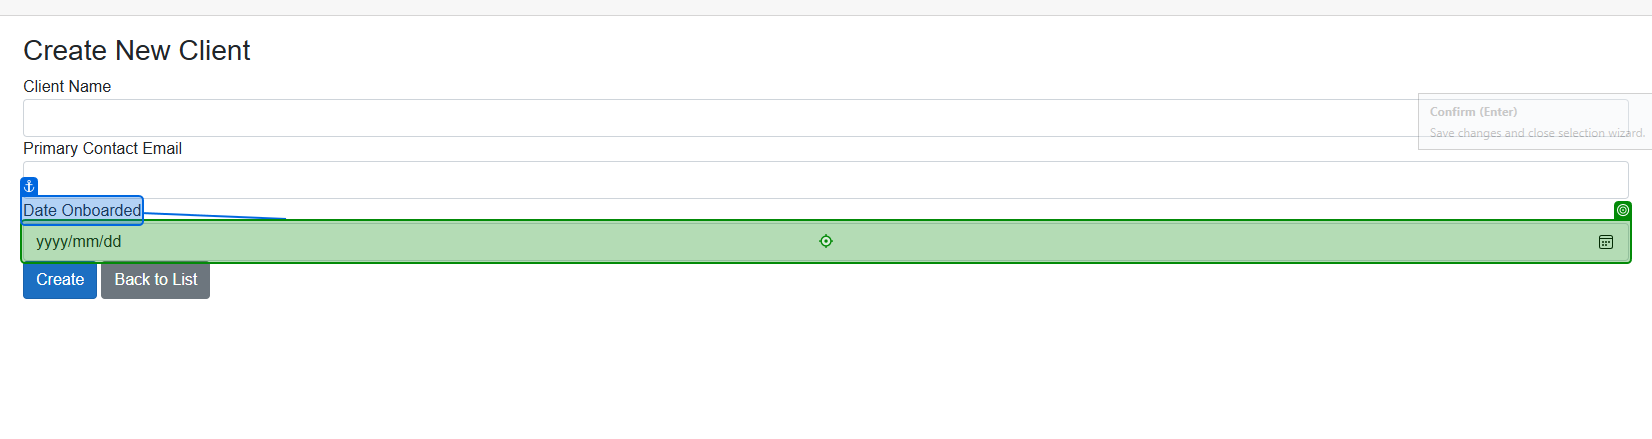 Create New Client
Client Name
Confirm (Enter)
Save changes and close selection wizard.
Primary Contact Email
Date Onboarded
yyyy/mm/dd
Create Back to List